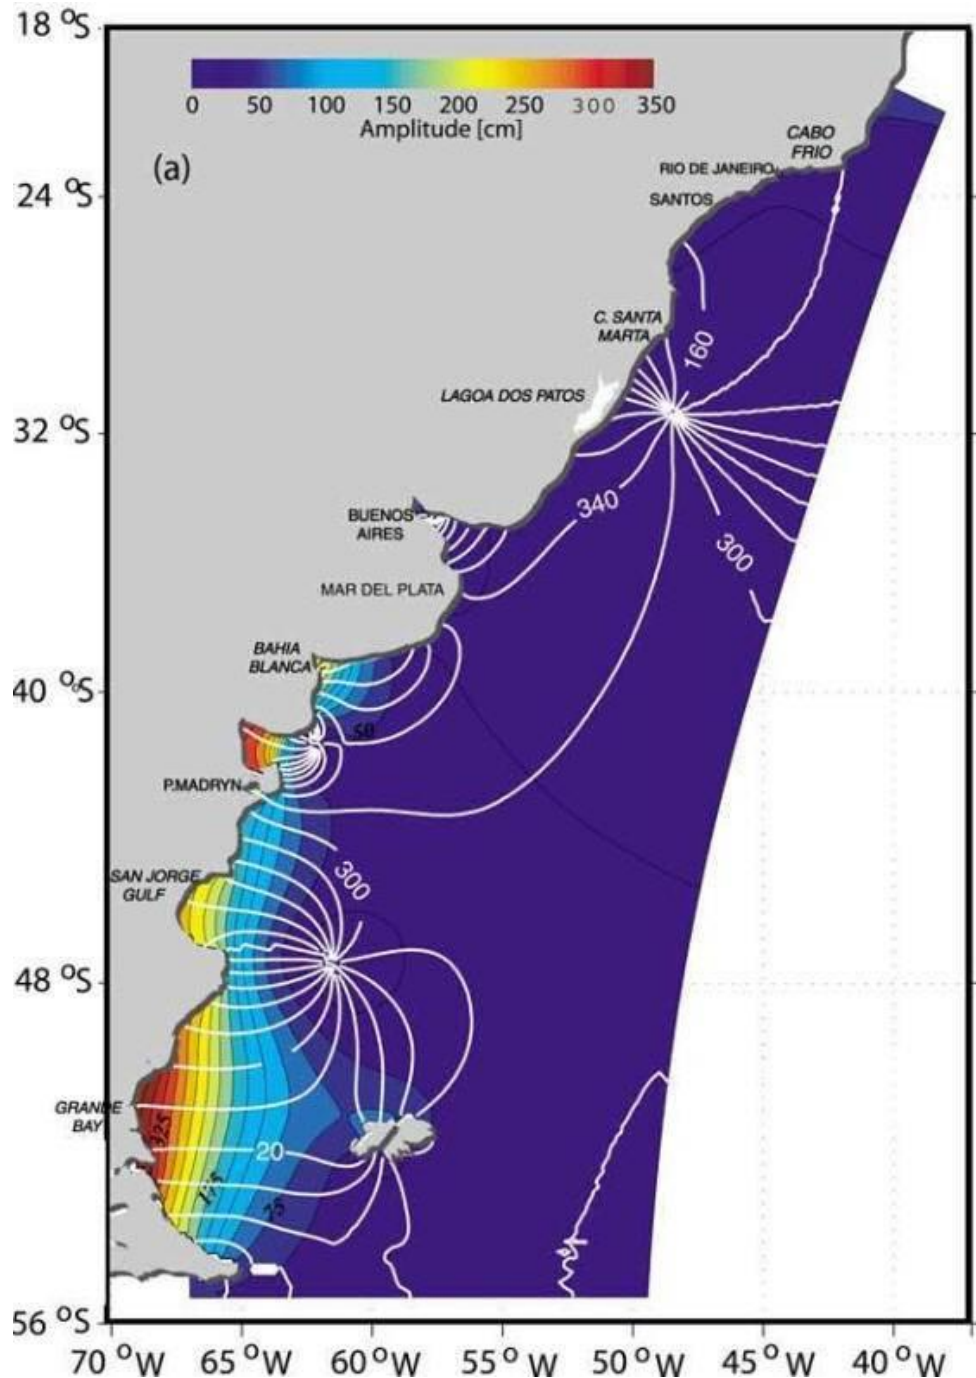 18 °S
0 50 100 150 200 250 300 350
Amplitude [cm]
(a)
CABO
FRIO
RIO DE JANEIRO
24 °S
SANTOS
C. SANTA
MARTA
160
LAGOA DOS PATOS
32 °S
340
BUENOS
AIRES
300
MAR DEL PLATA
BAHIA
BLANCA
40 °S
50
P.MADRYN
300
SAN JORGE
GULF
48 °S
GRANDE
BAY
325
20
175
75
56 °S
70 °W 65 °W 60 °W 55 °W 50 °W 45 °W 40 °W